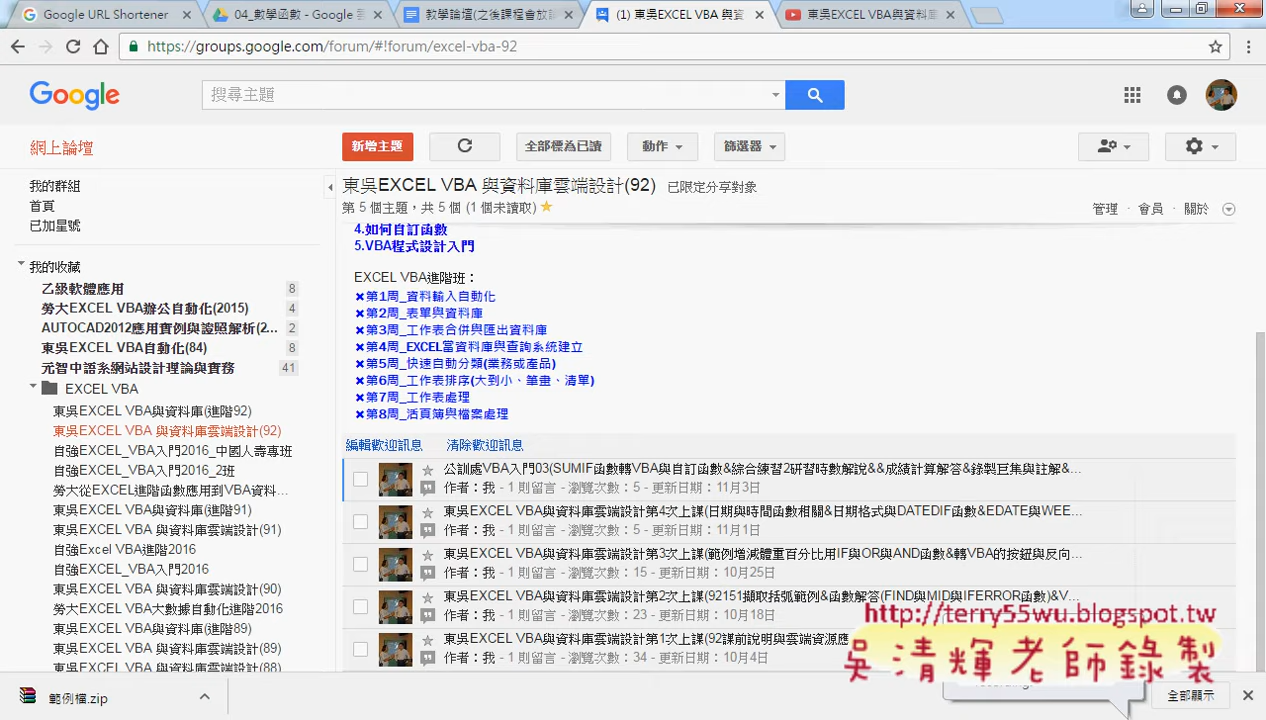 Google URL Shortener
04_數學函數 - Google 雲
教學論壇(之後課程會放訂
(1) 東吳EXCEL VBA 與資
東吳EXCEL VBA與資料庫
https://groups.google.com/forum/#!forum/excel-vba-92
Google
搜尋主題
網上論壇
新增主題
全部標為已讀
動作
篩選器
我的群組
首頁
已加星號
東吳EXCEL VBA 與資料庫雲端設計(92) 已限定分享對象
第 5 個主題，共 5 個 (1 個未讀取)
管理 · 會員 · 關於
我的收藏
乙級軟體應用 8
勞大EXCEL VBA辦公自動化(2015) 4
AUTOCAD2012應用實例與證照解析(2... 2
東吳EXCEL VBA自動化(84) 8
元智中語系網站設計理論與實務 41
EXCEL VBA
東吳EXCEL VBA與資料庫(進階92)
東吳EXCEL VBA 與資料庫雲端設計(92)
自強EXCEL_VBA入門2016_中國人壽專班
自強EXCEL_VBA入門2016_2班
勞大從EXCEL進階函數應用到VBA資料...
東吳EXCEL VBA與資料庫(進階91)
東吳EXCEL VBA與資料庫雲端設計(91)
自強Excel VBA進階2016
自強EXCEL_VBA入門2016
東吳EXCEL VBA與資料庫雲端設計(90)
勞大EXCEL VBA大數據自動化進階2016
東吳EXCEL VBA與資料庫(進階89)
東吳EXCEL VBA與資料庫雲端設計(89)
東吳EXCEL VBA與資料庫(進階88)
4.如何自訂函數
5.VBA程式設計入門
EXCEL VBA進階班：
第1周_資料輸入自動化
第2周_表單與資料庫
第3周_工作表合併與匯出資料庫
第4周_EXCEL當資料庫與查詢系統建立
第5周_快速自動分類(業務或產品)
第6周_工作表排序(大到小、筆畫、清單)
第7周_工作表處理
第8周_活頁簿與檔案處理
編輯歡迎訊息 清除歡迎訊息
公訓處VBA入門03(SUMIF函數轉VBA與自訂函數&綜合練習2研習時數解說&&成績計算解答&錄製巨集與註解&...
作者：我 - 1 則留言 - 瀏覽次數：5 - 更新日期：11月3日
東吳EXCEL VBA與資料庫雲端設計第4次上課(日期與時間函數相關&日期格式與DATEDIF函數&EDATE與WEE...
作者：我 - 1 則留言 - 瀏覽次數：5 - 更新日期：11月1日
東吳EXCEL VBA與資料庫雲端設計第3次上課(範例增減體重百分比用IF與OR與AND函數&轉VBA的按鈕與反向...
作者：我 - 1 則留言 - 瀏覽次數：15 - 更新日期：10月25日
東吳EXCEL VBA與資料庫雲端設計第2次上課(92151擷取括弧範例&函數解答(FIND與MID與IFERROR函數)&V...
作者：我 - 1 則留言 - 瀏覽次數：23 - 更新日期：10月18日
東吳EXCEL VBA與資料庫雲端設計第1次上課(92課前說明與雲端資源應
作者：我 - 1 則留言 - 瀏覽次數：34 - 更新日期：10月4日
http://terry55wu.blogspot.tw
吳清輝老師錄製
範例檔.zip
全部顯示